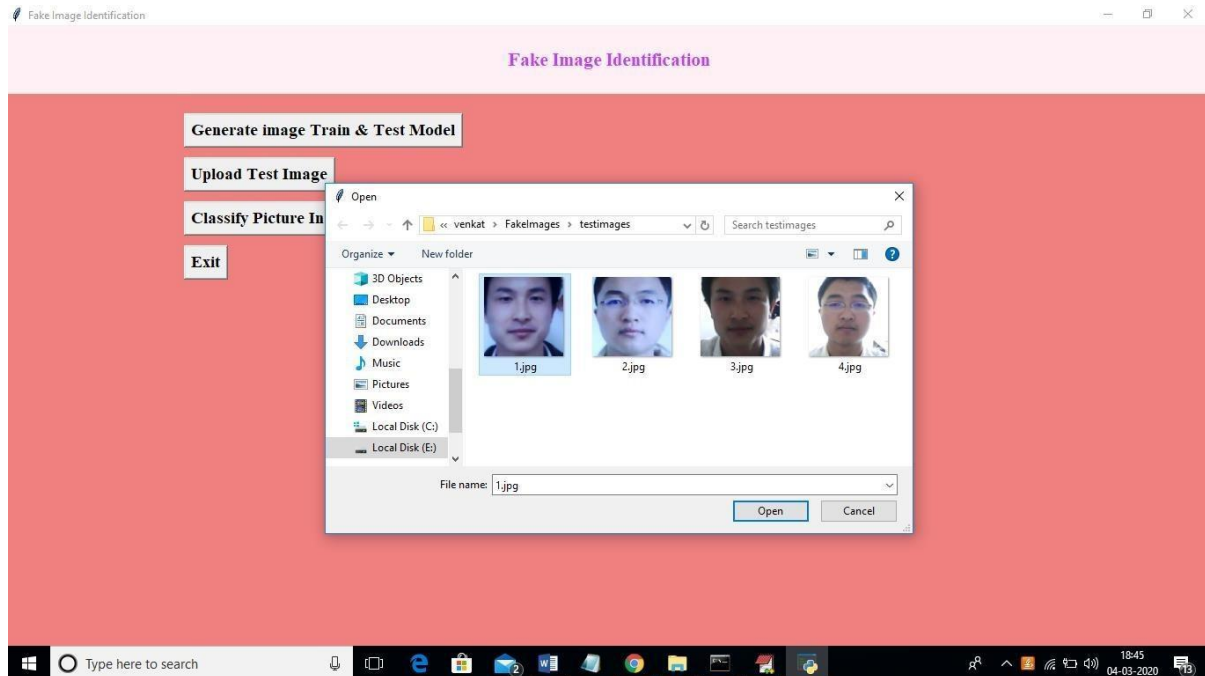 Fake Image Identification
Fake Image Identification
Generate image Train & Test Model
Upload Test Image
Classify Picture In
Exit
Open
« venkat › FakeImages › testimages
Search testimages
Organize
New folder
3D Objects
Desktop
Documents
Downloads
Music
Pictures
Videos
Local Disk (C:)
Local Disk (E:)
1.jpg
2.jpg
3.jpg
4.jpg
File name: 1.jpg
Open
Cancel
Type here to search
18:45
04-03-2020